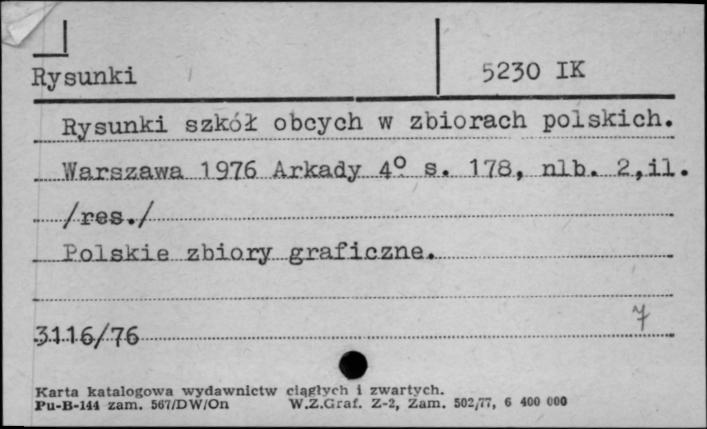 Rysunki 5230 IK
Rysunki szkół obcych w zbiorach polskich.
Warszawa 1976 Arkady 4° s. 178, nlb. 2,il.
/res./
Polskie zbiory graficzne.
7
3116/76
Karta katalogowa wydawnictw ciągłych i zwartych.
Pu-B-144 zam. 567/DW/On W.Z.Graf. Z-2, Zam. 502/77, 6 400 000